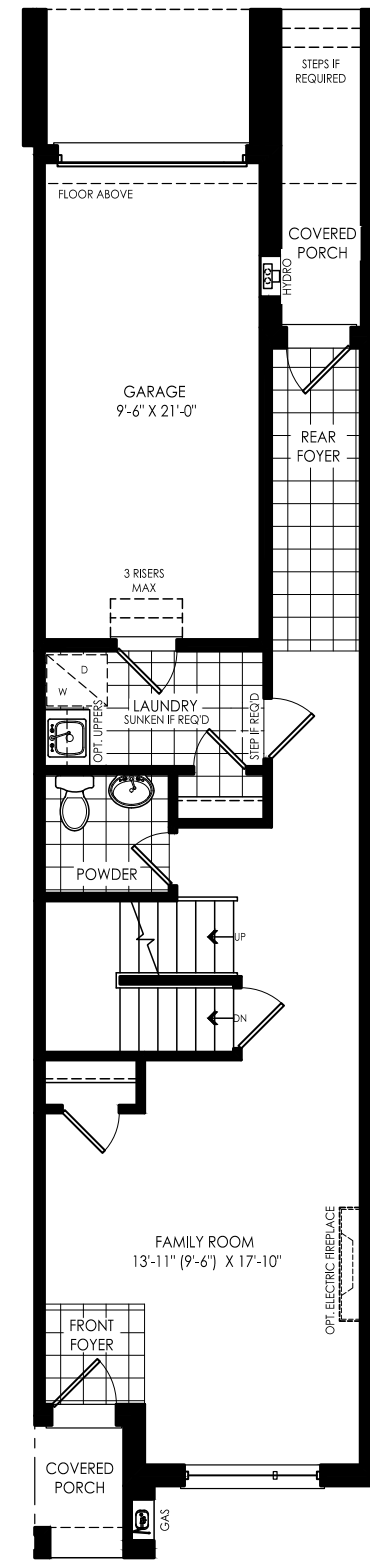 STEPS IF
REQUIRED
FLOOR ABOVE
COVERED
PORCH
HYDRO
GARAGE
9'-6" X 21'-0"
REAR
FOYER
3 RISERS
MAX
D
W
OPT. UPPERS
LAUNDRY
SUNKEN IF REQ'D
STEP IF REQ'D
POWDER
UP
DN
FAMILY ROOM
13'-11" (9'-6") X 17'-10"
OPT. ELECTRIC FIREPLACE
FRONT
FOYER
COVERED
PORCH
GAS